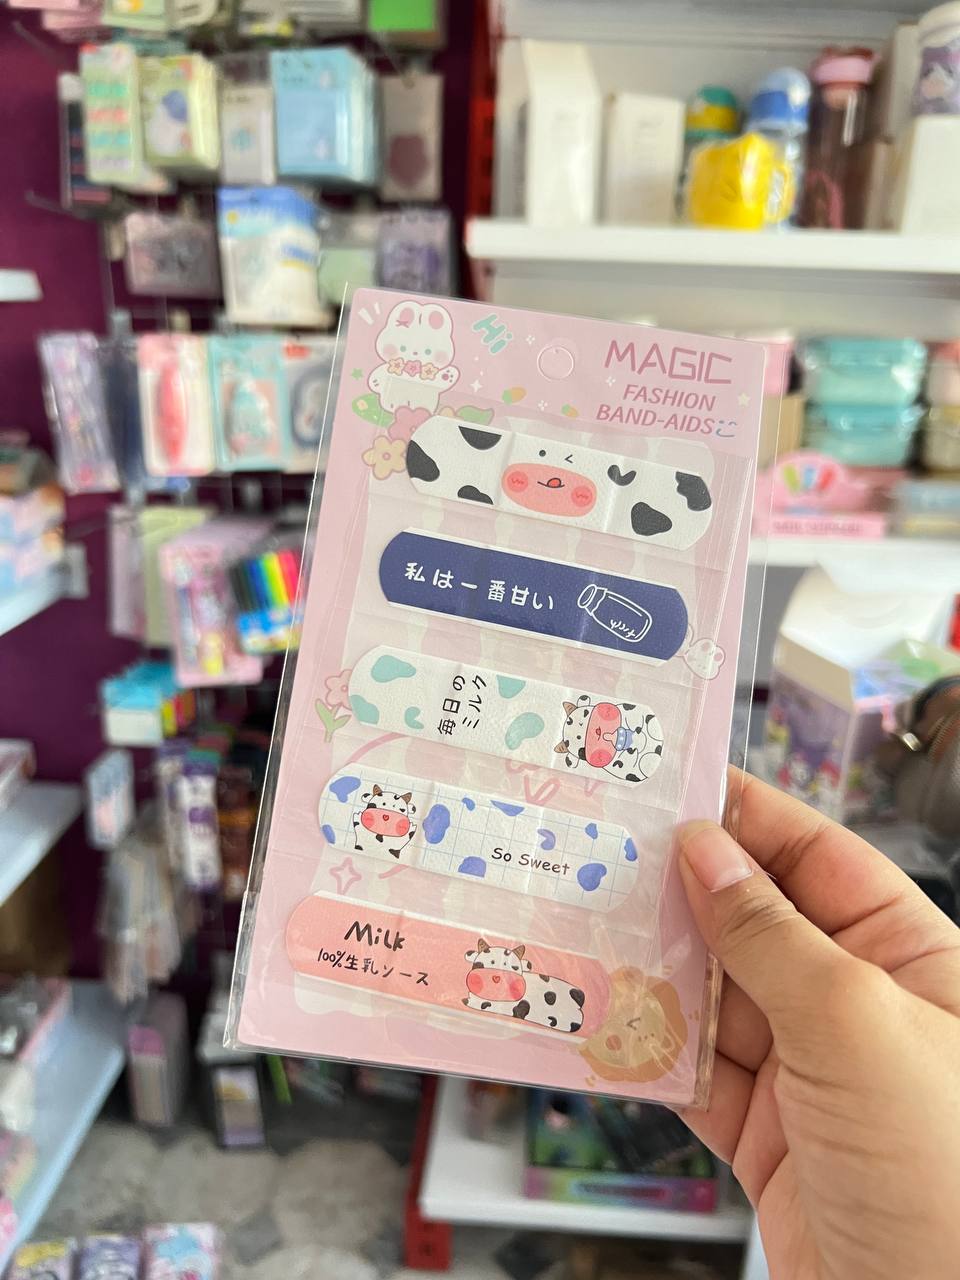 Hi
MAGIC
FASHION
BAND-AIDS
私は一番甘い
毎日の
ミルク
So Sweet
Milk
100%生乳ソース